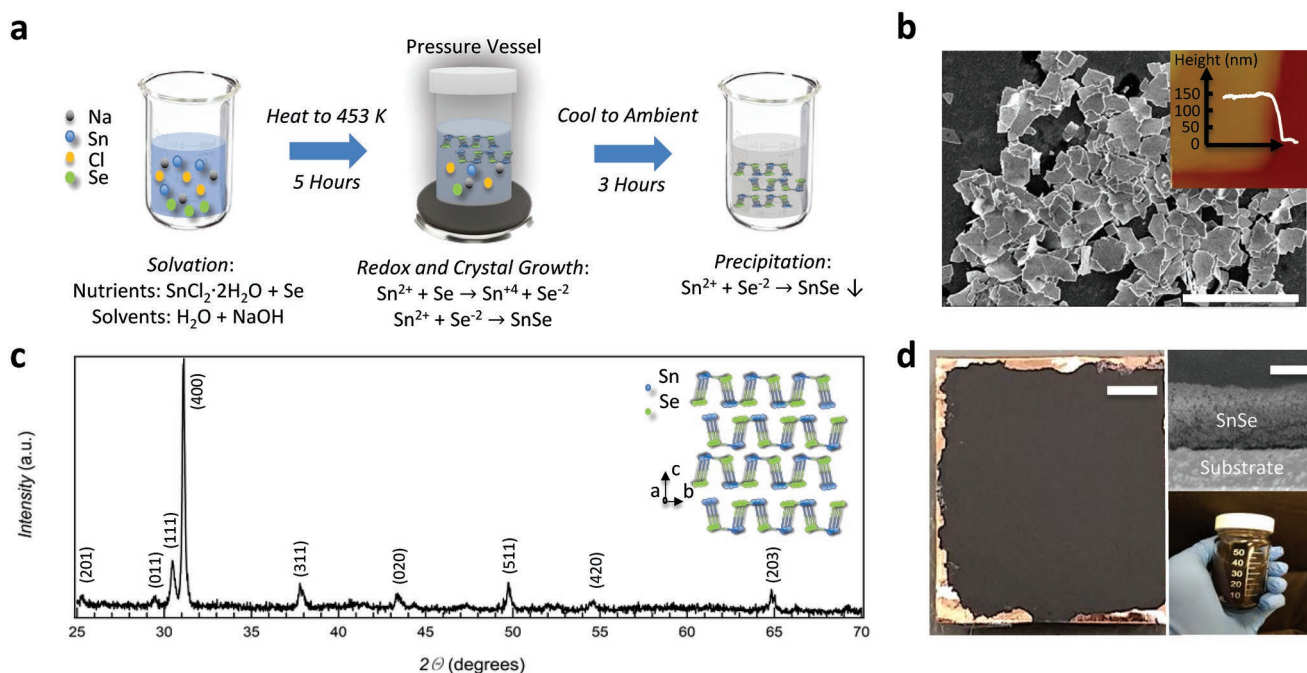 a
Pressure Vessel
Na
Sn
Cl
Se
Heat to 453 K
5 Hours
Cool to Ambient
3 Hours
Solvation:
Nutrients: SnCl₂·2H₂O + Se
Solvents: H₂O + NaOH
Redox and Crystal Growth:
Sn²⁺ + Se → Sn⁺⁴ + Se⁻²
Sn²⁺ + Se⁻² → SnSe
Precipitation:
Sn²⁺ + Se⁻² → SnSe ↓
b
Height (nm)
150
100
50
0
c
Intensity (a.u.)
(201)
(011)
(111)
(400)
(311)
(020)
(511)
(420)
(203)
Sn
Se
c
a b
25 31 35 40 45 50 55 60 65 70
2Θ (degrees)
d
SnSe
Substrate
50
40
30
20
10